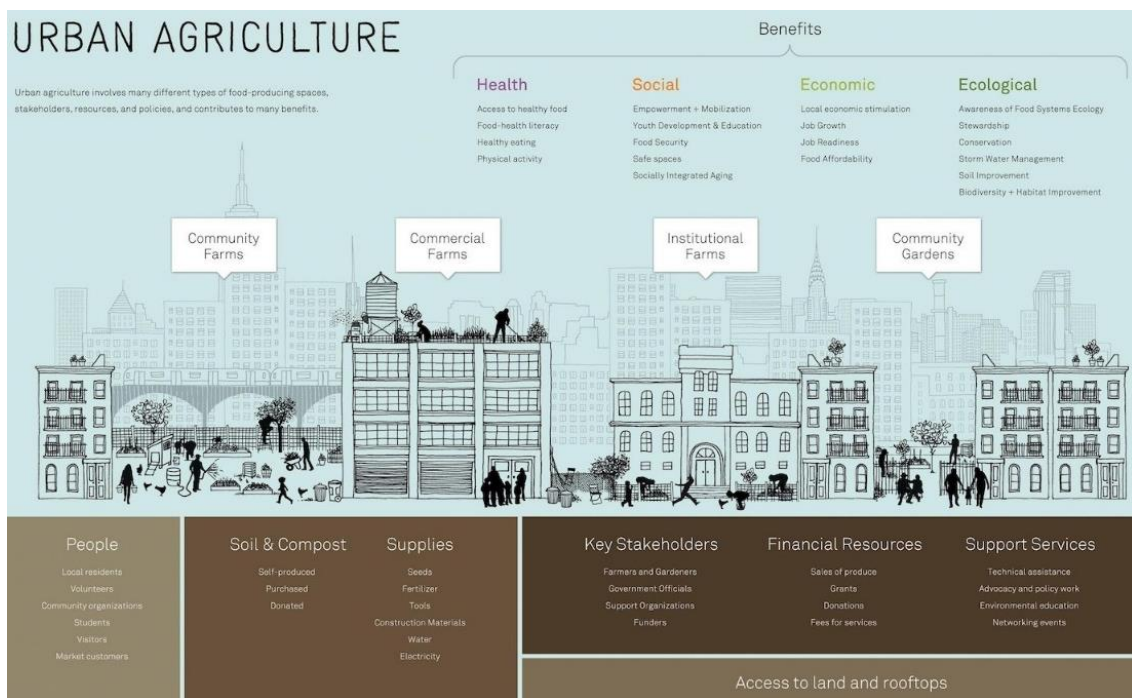 URBAN AGRICULTURE
Urban agriculture involves many different types of food-producing spaces,
stakeholders, resources, and policies, and contributes to many benefits.
Benefits
Health
Access to healthy food
Food-health literacy
Healthy eating
Physical activity
Social
Empowerment + Mobilization
Youth Development & Education
Food Security
Safe spaces
Socially Integrated Aging
Economic
Local economic stimulation
Job Growth
Job Readiness
Food Affordability
Ecological
Awareness of Food Systems Ecology
Stewardship
Conservation
Storm Water Management
Soil Improvement
Biodiversity + Habitat Improvement
Community
Farms
Commercial
Farms
Institutional
Farms
Community
Gardens
People
Local residents
Volunteers
Community organizations
Students
Visitors
Market customers
Soil & Compost
Self-produced
Purchased
Donated
Supplies
Seeds
Fertilizer
Tools
Construction Materials
Water
Electricity
Key Stakeholders
Farmers and Gardeners
Government Officials
Support Organizations
Funders
Financial Resources
Sales of produce
Grants
Donations
Fees for services
Support Services
Technical assistance
Advocacy and policy work
Environmental education
Networking events
Access to land and rooftops